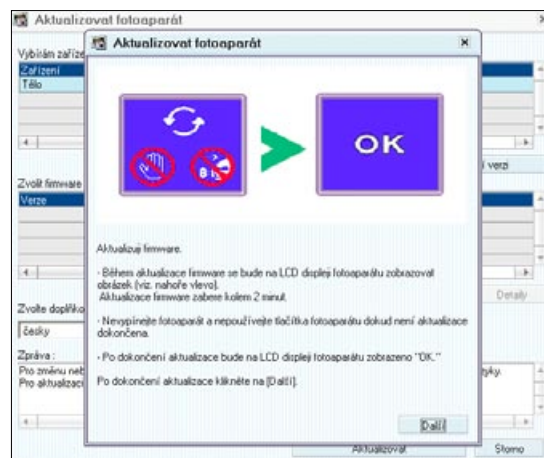 Aktualizovat fotoaparát
Vybírám zaříze
Zařízení
Tělo
í verzi
Zvolit firmware
Verze
Detaily
Zvolte doplňko
česky
Zpráva :
Pro změnu neb
tyky.
Pro aktualizaci
Aktualizovat
Storno
Aktualizovat fotoaparát
OK
Aktualizuji firmware.
- Během aktualizace firmware se bude na LCD displeji fotoaparátu zobrazovat
obrázek (viz. nahoře vlevo).
Aktualizace firmware zabere kolem 2 minut.
- Nevypínejte fotoaparát a nepoužívejte tlačítka fotoaparátu dokud není aktualizace
dokončena.
- Po dokončení aktualizace bude na LCD displeji fotoaparátu zobrazeno "OK."
Po dokončení aktualizace klikněte na [Další].
Další